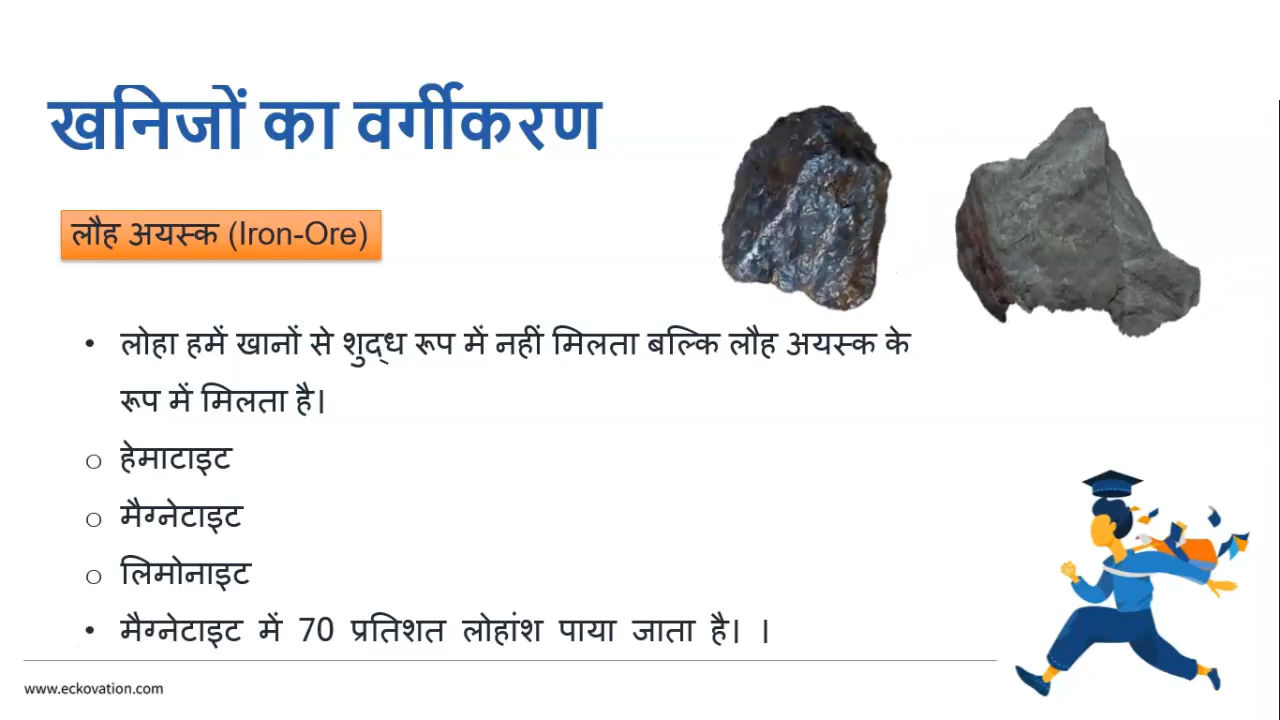 खनिजों का वर्गीकरण
लौह अयस्क (Iron-Ore)
• लोहा हमें खानों से शुद्ध रूप में नहीं मिलता बल्कि लौह अयस्क के
रूप में मिलता है।
o हेमाटाइट
o मैग्नेटाइट
o लिमोनाइट
• मैग्नेटाइट में 70 प्रतिशत लोहांश पाया जाता है। ।
www.eckovation.com